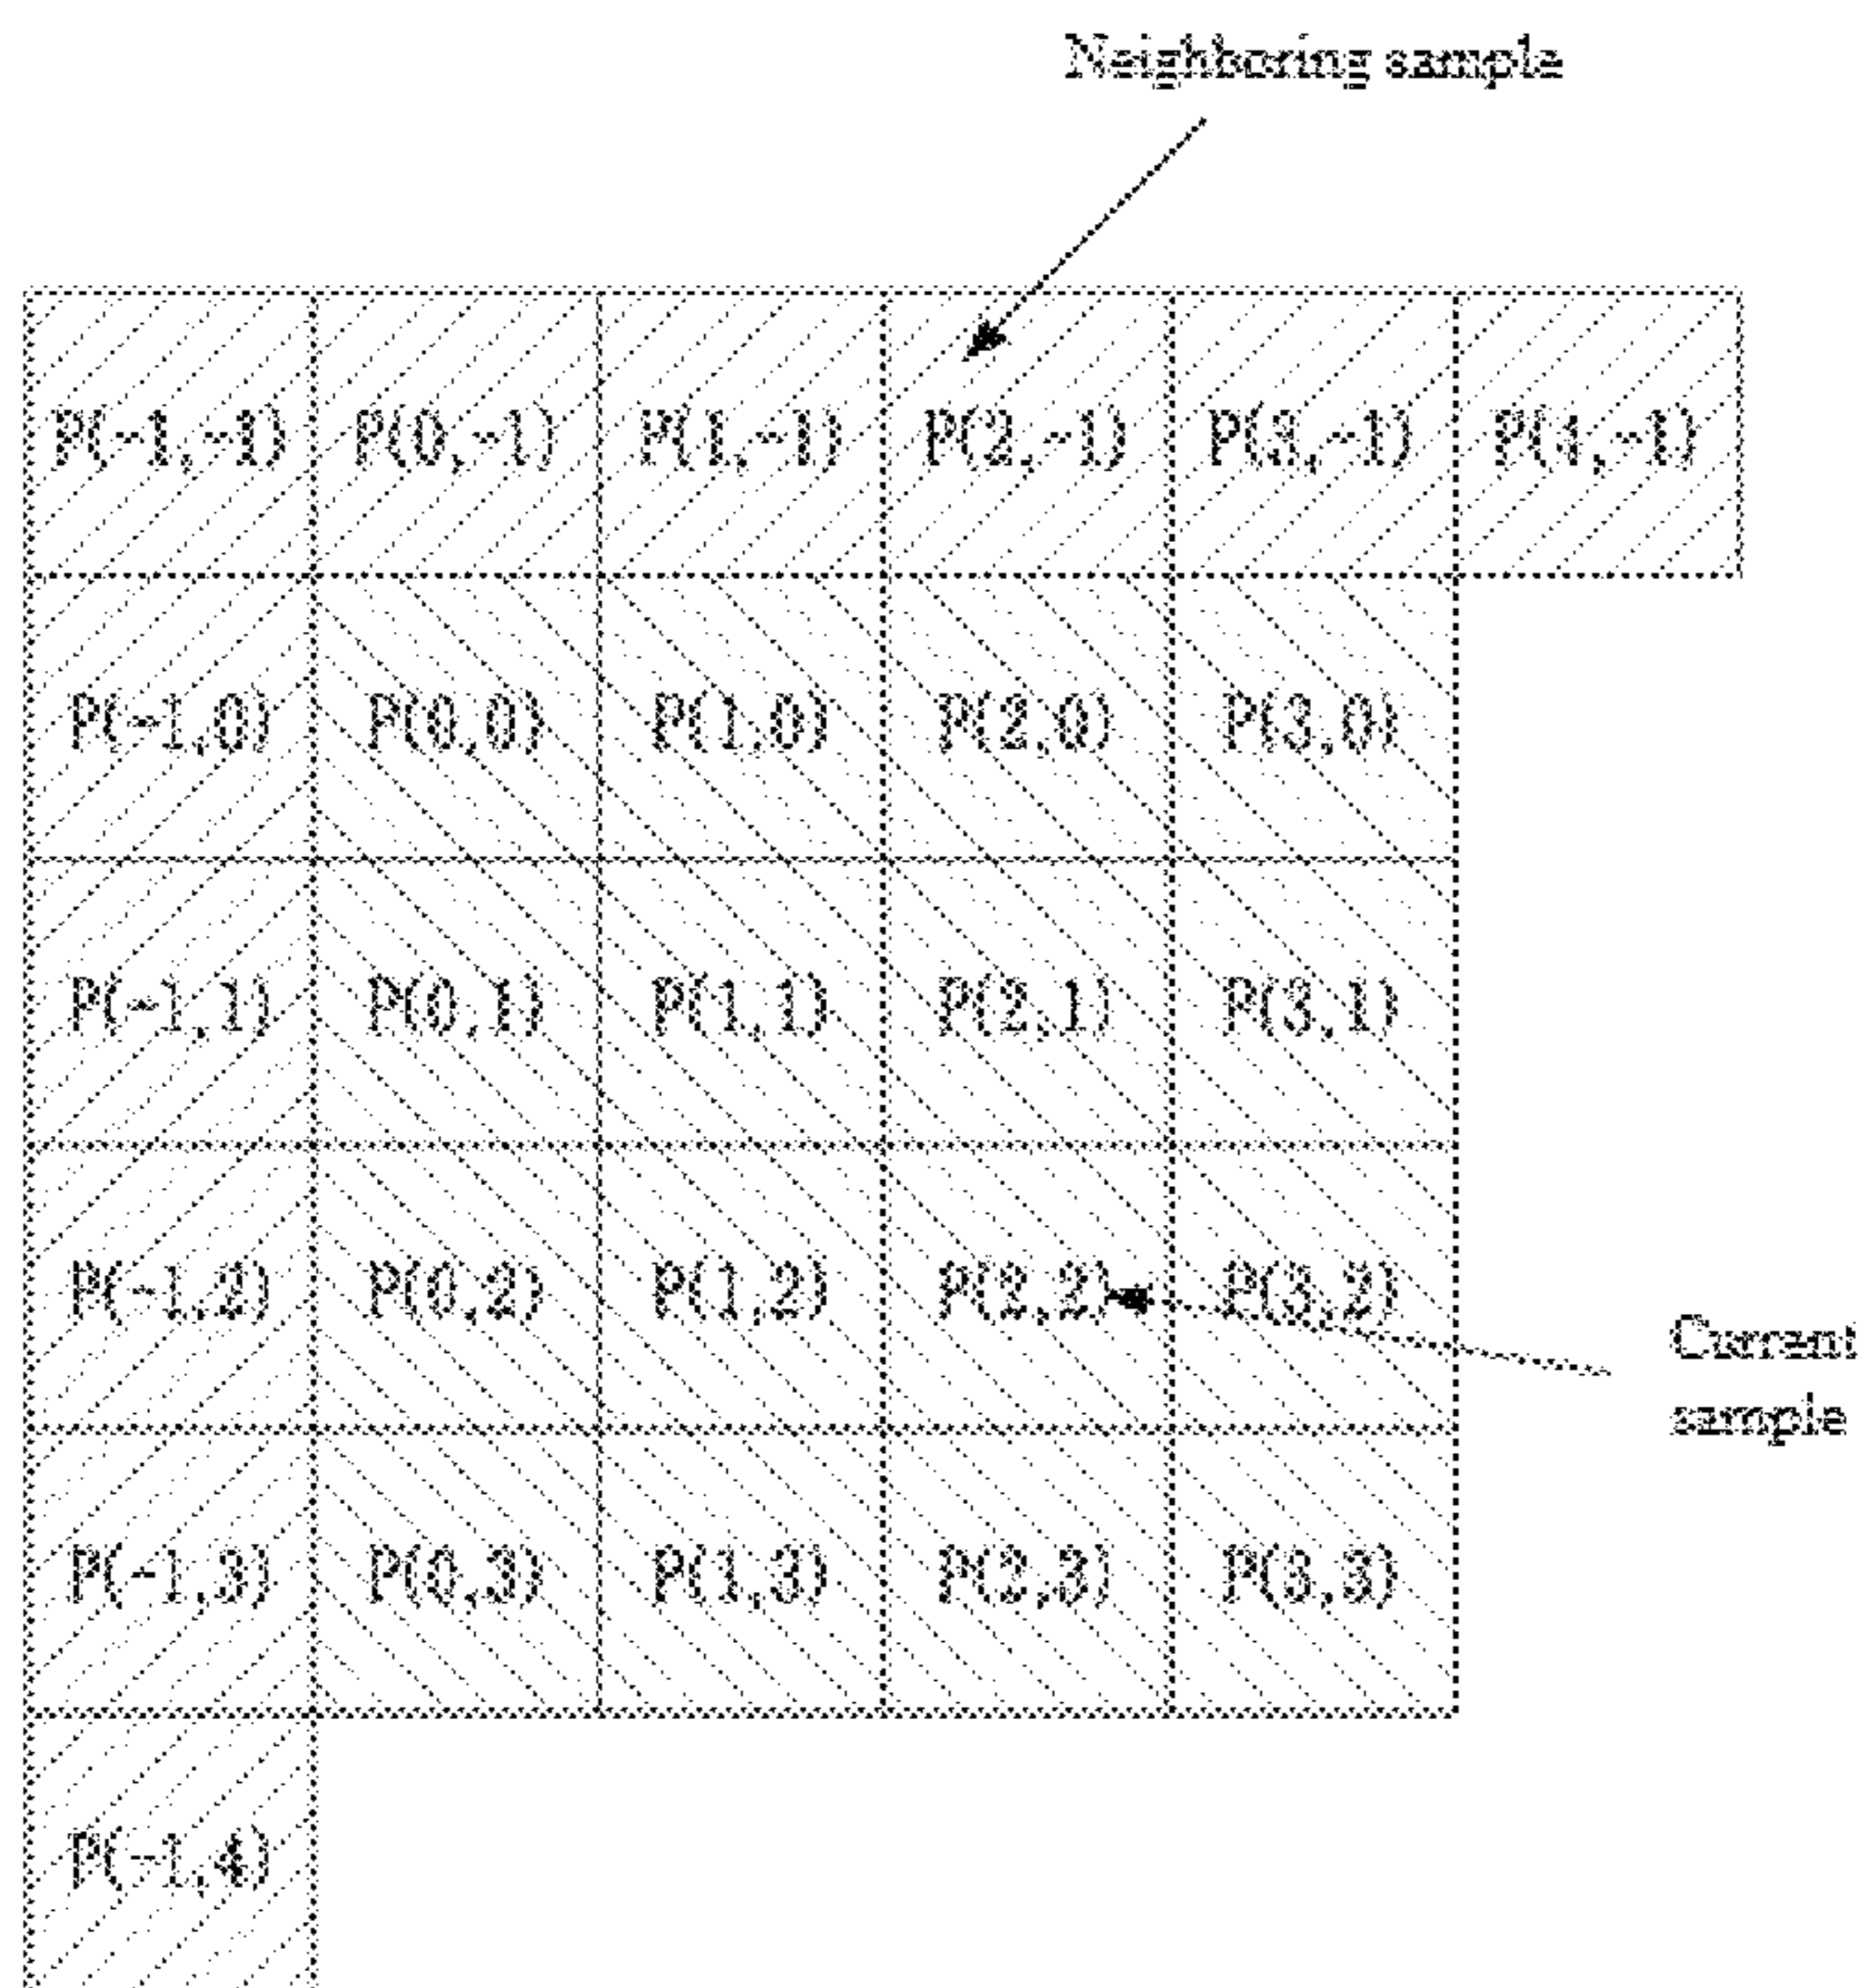 Neighboring sample
P(-1,-1) P(0,-1) P(1,-1) P(2,-1) P(3,-1) P(4,-1)
P(-1,0) P(0,0) P(1,0) P(2,0) P(3,0)
P(-1,1) P(0,1) P(1,1) P(2,1) P(3,1)
P(-1,2) P(0,2) P(1,2) P(2,2) P(3,2)
Current
sample
P(-1,3) P(0,3) P(1,3) P(2,3) P(3,3)
P(-1,4)